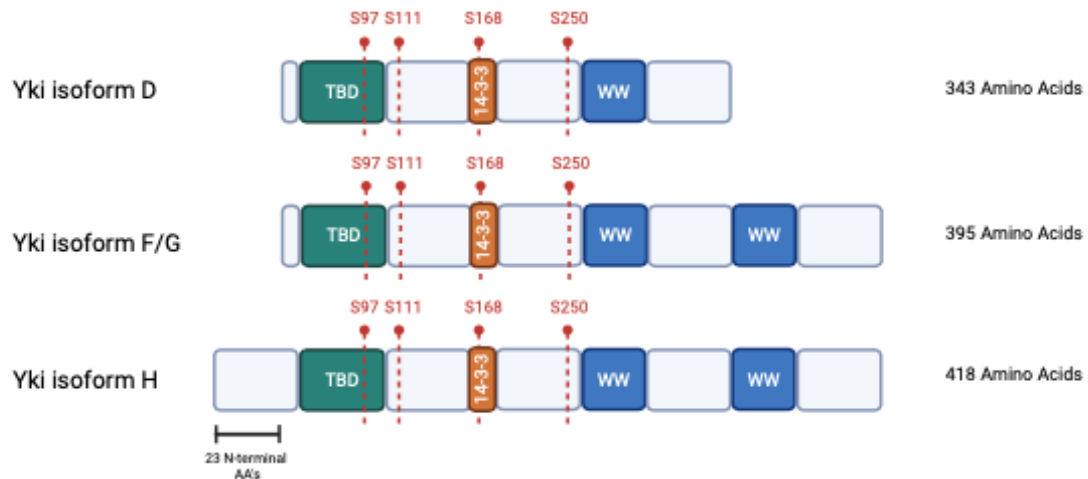 S97 S111 S168 S250
Yki isoform D TBD 14-3-3 WW 343 Amino Acids
S97 S111 S168 S250
Yki isoform F/G TBD 14-3-3 WW WW 395 Amino Acids
S97 S111 S168 S250
Yki isoform H TBD 14-3-3 WW WW 418 Amino Acids
23 N-terminal
AA's